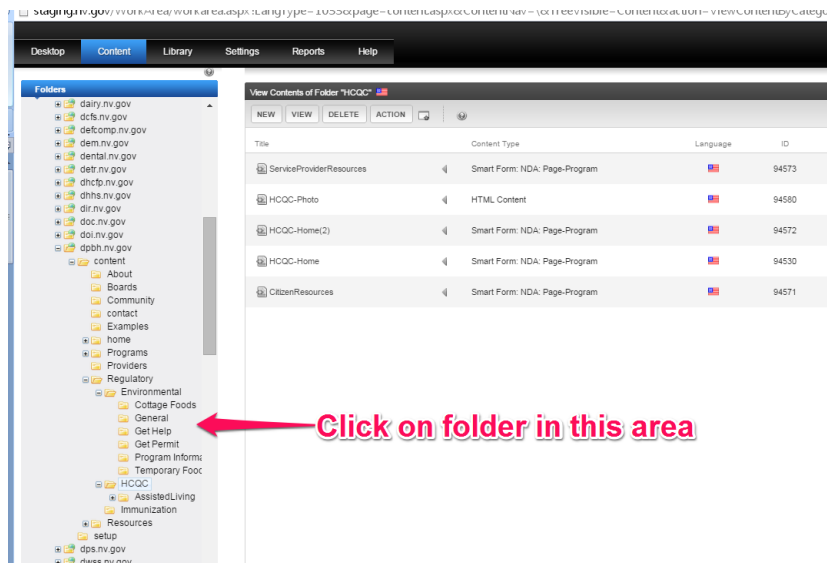 staging.nv.gov/WorkArea/workarea.aspx?LangType=1033&page=content.aspx&ContentNav=\&TreeVisible=Content&action=ViewContentByCatego
Desktop Content Library Settings Reports Help
Folders
dairy.nv.gov
dcfs.nv.gov
defcomp.nv.gov
dem.nv.gov
dental.nv.gov
detr.nv.gov
dhcfp.nv.gov
dhhs.nv.gov
dir.nv.gov
doc.nv.gov
doi.nv.gov
dpbh.nv.gov
content
About
Boards
Community
contact
Examples
home
Programs
Providers
Regulatory
Environmental
Cottage Foods
General
Get Help
Get Permit
Program Informa
Temporary Food
HCQC
AssistedLiving
Immunization
Resources
setup
dps.nv.gov
dwss.nv.gov
View Contents of Folder "HCQC"
NEW VIEW DELETE ACTION
Title Content Type Language ID
ServiceProviderResources Smart Form: NDA: Page-Program 94573
HCQC-Photo HTML Content 94580
HCQC-Home(2) Smart Form: NDA: Page-Program 94572
HCQC-Home Smart Form: NDA: Page-Program 94530
CitizenResources Smart Form: NDA: Page-Program 94571
Click on folder in this area